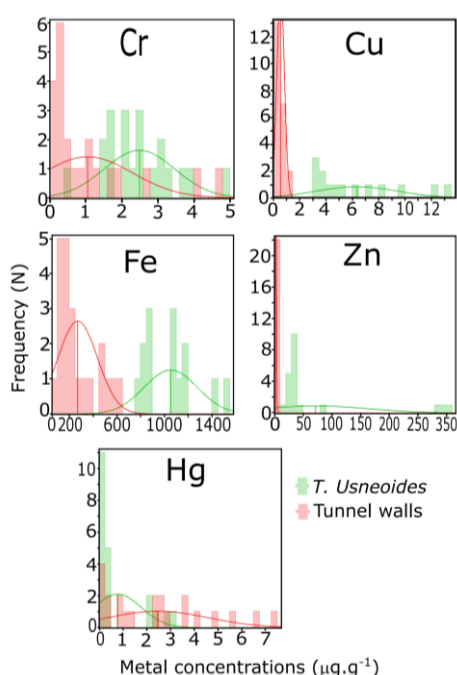 Cr
6
5
4
3
2
1
0
0 1 2 3 4 5
Cu
12
10
8
6
4
2
0
0 2 4 6 8 10 12
Fe
5
4
3
2
1
0
0 200 600 1000 1400
Zn
20
16
12
8
4
0
0 50 100 150 200 250 300 350
Hg
10
8
6
4
2
0
0 1 2 3 4 5 6 7
Frequency (N)
T. Usneoides
Tunnel walls
Metal concentrations (µg.g⁻¹)